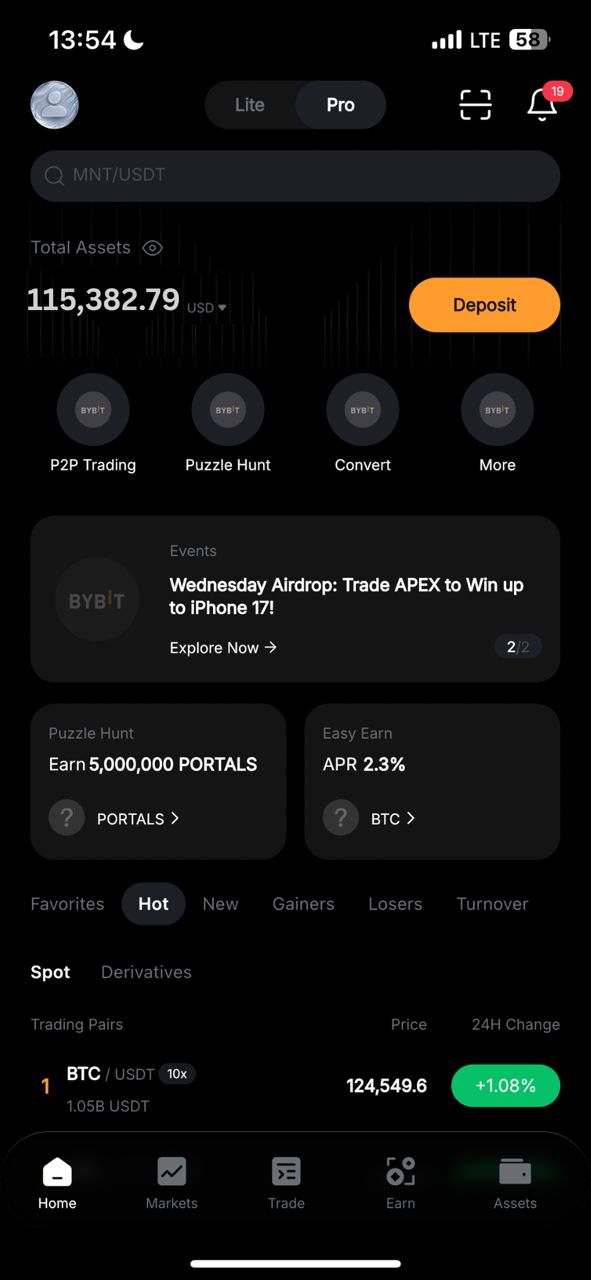 13:54
LTE 58
Lite Pro
19
MNT/USDT
Total Assets
115,382.79 USD
Deposit
BYBIT BYBIT BYBIT BYBIT
P2P Trading Puzzle Hunt Convert More
Events
BYBIT
Wednesday Airdrop: Trade APEX to Win up
to iPhone 17!
Explore Now →
2/2
Puzzle Hunt
Earn 5,000,000 PORTALS
? PORTALS >
Easy Earn
APR 2.3%
? BTC >
Favorites Hot New Gainers Losers Turnover
Spot Derivatives
Trading Pairs Price 24H Change
1 BTC / USDT 10x 124,549.6 +1.08%
1.05B USDT
Home Markets Trade Earn Assets